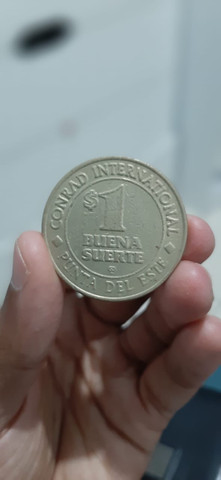 CONRAD INTERNATIONAL
$1
BUENA
SUERTE
PUNTA DEL ESTE